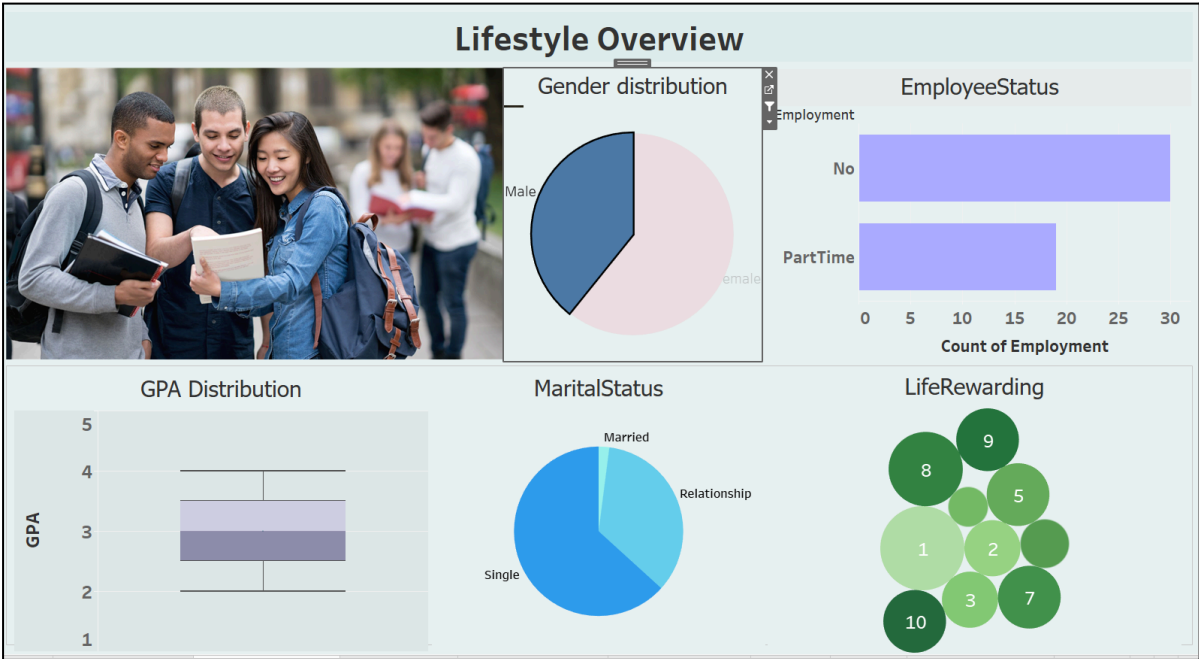 Lifestyle Overview
Gender distribution
Male
emale
EmployeeStatus
Employment
No
PartTime
0 5 10 15 20 25 30
Count of Employment
GPA Distribution
GPA
5
4
3
2
1
MaritalStatus
Married
Relationship
Single
LifeRewarding
9
8
5
1
2
3
7
10